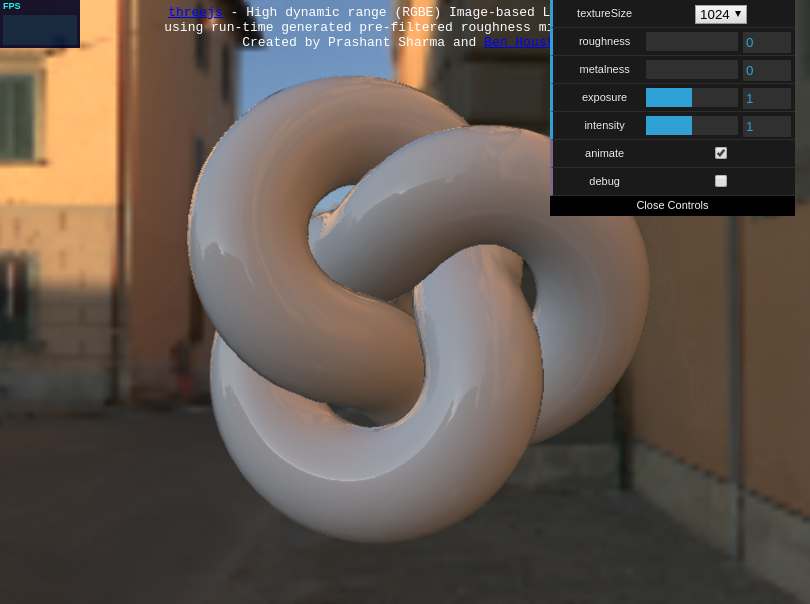 FPS
threejs - High dynamic range (RGBE) Image-based L
using run-time generated pre-filtered roughness mi
Created by Prashant Sharma and Ben Hous
textureSize 1024
roughness 0
metalness 0
exposure 1
intensity 1
animate
debug
Close Controls